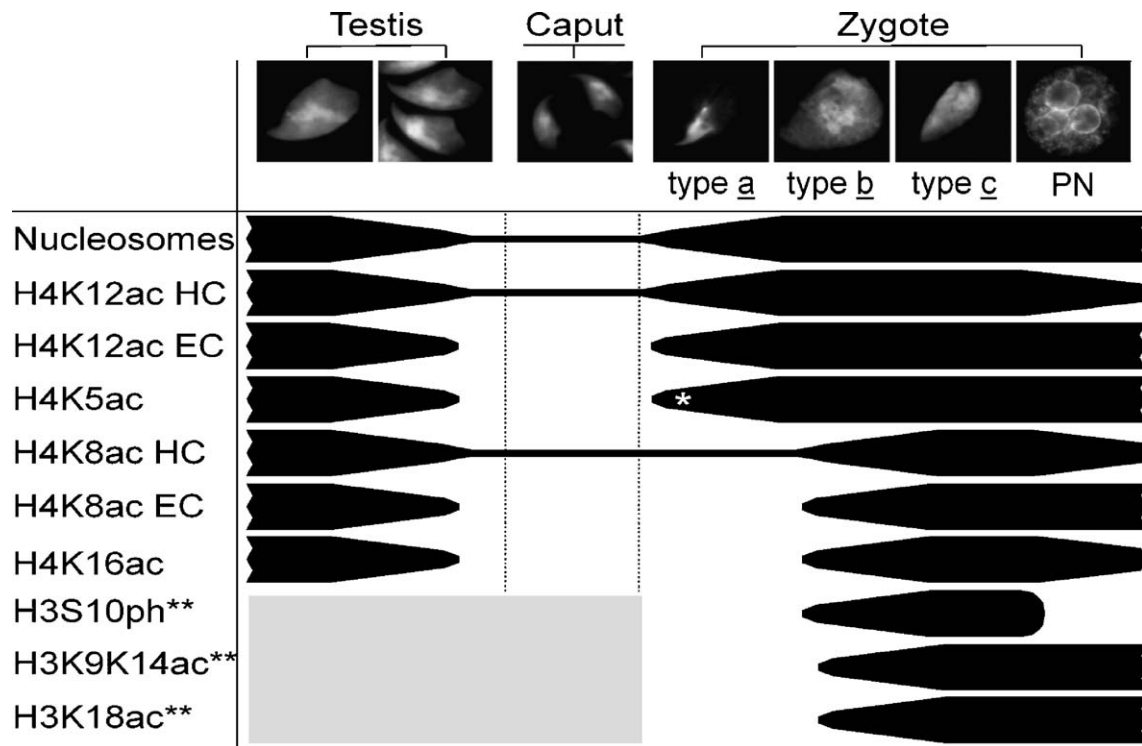 Testis Caput Zygote
type a type b type c PN
Nucleosomes
H4K12ac HC
H4K12ac EC
H4K5ac
*
H4K8ac HC
H4K8ac EC
H4K16ac
H3S10ph**
H3K9K14ac**
H3K18ac**